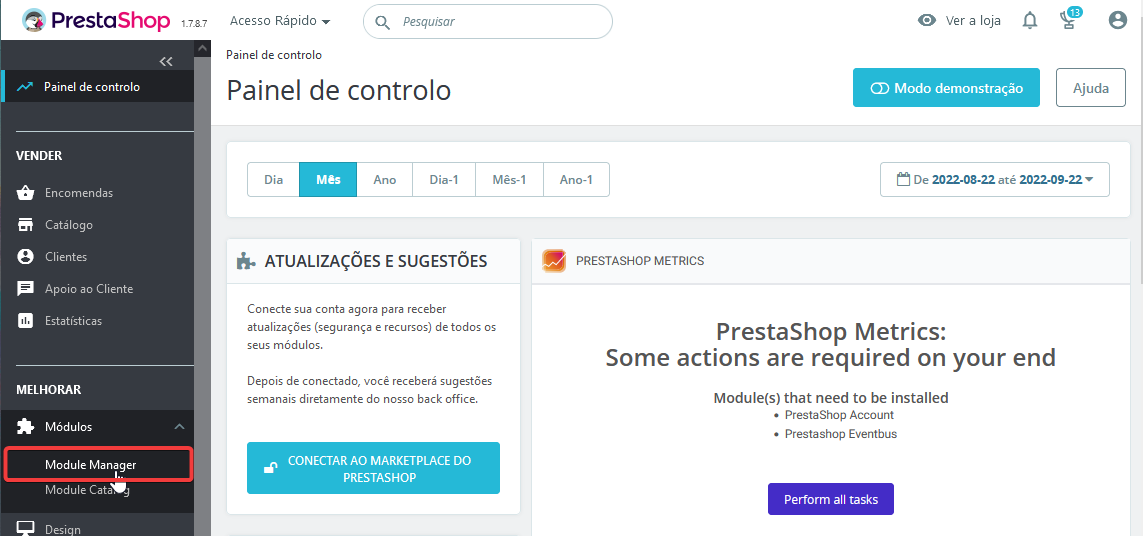 PrestaShop 1.7.8.7 Acesso Rápido Pesquisar Ver a loja 13
Painel de controlo
VENDER
Encomendas
Catálogo
Clientes
Apoio ao Cliente
Estatísticas
MELHORAR
Módulos
Module Manager
Module Catalog
Design
Painel de controlo
Painel de controlo
Modo demonstração
Ajuda
Dia Mês Ano Dia-1 Mês-1 Ano-1
De 2022-08-22 até 2022-09-22
ATUALIZAÇÕES E SUGESTÕES
Conecte sua conta agora para receber
atualizações (segurança e recursos) de todos os
seus módulos.
Depois de conectado, você receberá sugestões
semanais diretamente do nosso back office.
CONECTAR AO MARKETPLACE DO
PRESTASHOP
PRESTASHOP METRICS
PrestaShop Metrics:
Some actions are required on your end
Module(s) that need to be installed
• PrestaShop Account
• Prestashop Eventbus
Perform all tasks